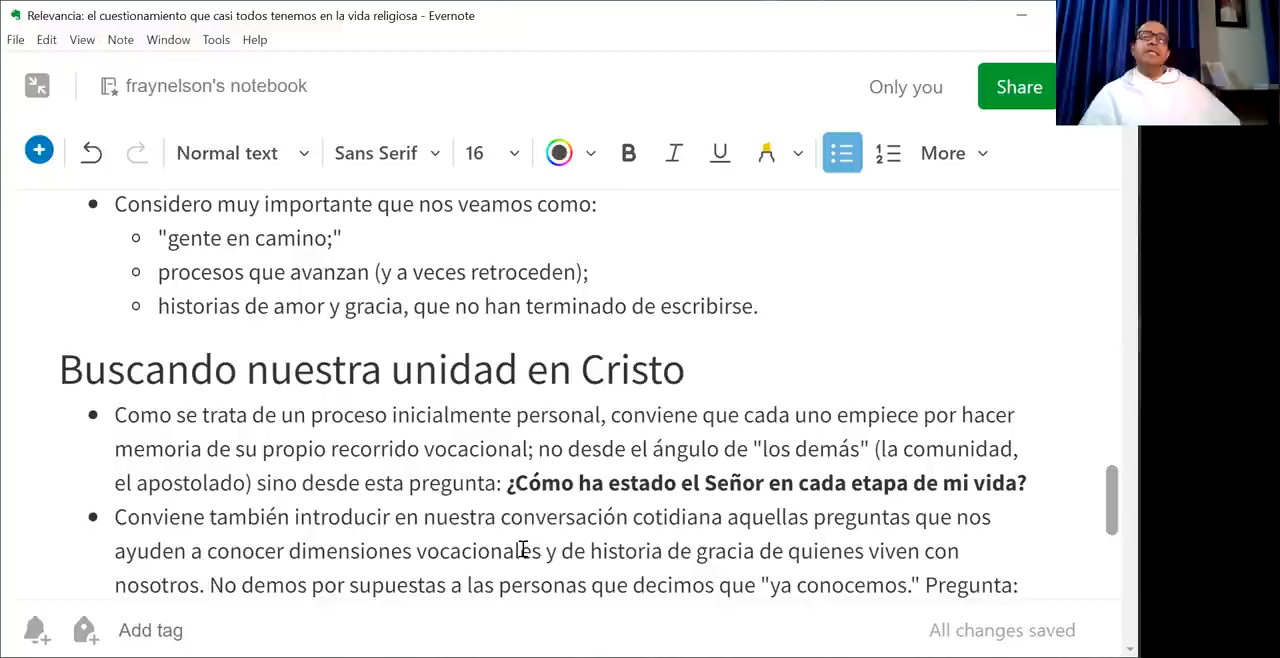 Relevancia: el cuestionamiento que casi todos tenemos en la vida religiosa - Evernote
File Edit View Note Window Tools Help
fraynelson's notebook Only you Share
Normal text Sans Serif 16 B I U A More
Considero muy importante que nos veamos como:
"gente en camino;"
procesos que avanzan (y a veces retroceden);
historias de amor y gracia, que no han terminado de escribirse.
Buscando nuestra unidad en Cristo
Como se trata de un proceso inicialmente personal, conviene que cada uno empiece por hacer
memoria de su propio recorrido vocacional; no desde el ángulo de "los demás" (la comunidad,
el apostolado) sino desde esta pregunta: ¿Cómo ha estado el Señor en cada etapa de mi vida?
Conviene también introducir en nuestra conversación cotidiana aquellas preguntas que nos
ayuden a conocer dimensiones vocacionales y de historia de gracia de quienes viven con
nosotros. No demos por supuestas a las personas que decimos que "ya conocemos." Pregunta:
Add tag All changes saved